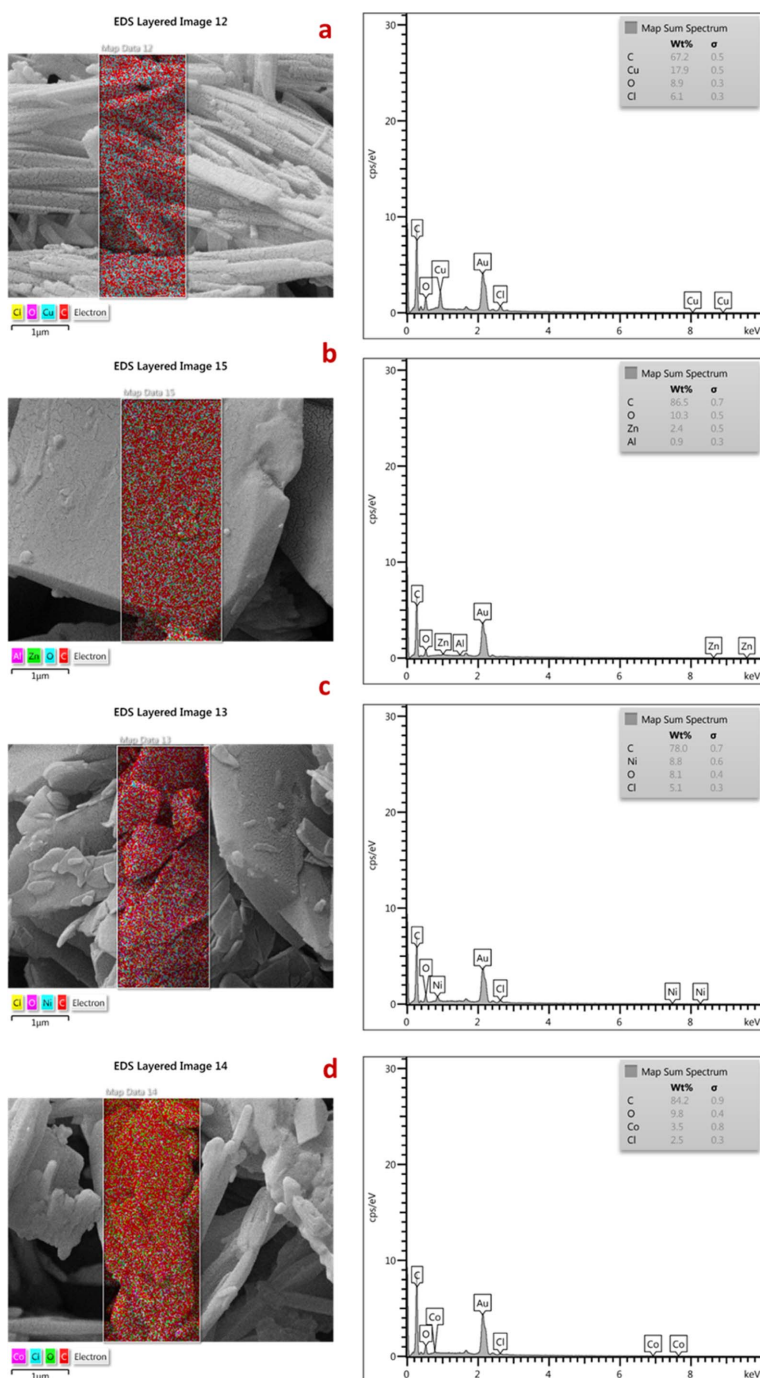 EDS Layered Image 12
a
Map Data 12
Cl O Cu C Electron
1μm
Map Sum Spectrum
Wt% σ
C 67.2 0.5
Cu 17.9 0.5
O 8.9 0.3
Cl 6.1 0.3
cps/eV
30
20
10
0
C
O
Cu
Au
Cl
Cu
Cu
0 2 4 6 8 keV
EDS Layered Image 15
b
Map Data 15
Al Zn O C Electron
1μm
Map Sum Spectrum
Wt% σ
C 86.5 0.7
O 10.3 0.5
Zn 2.4 0.5
Al 0.9 0.3
cps/eV
30
20
10
0
C
O
Zn
Al
Au
Zn
Zn
0 2 4 6 8 keV
EDS Layered Image 13
c
Map Data 13
Cl O Ni C Electron
1μm
Map Sum Spectrum
Wt% σ
C 78.0 0.7
Ni 8.8 0.6
O 8.1 0.4
Cl 5.1 0.3
cps/eV
30
20
10
0
C
O
Ni
Au
Cl
Ni
Ni
0 2 4 6 8 keV
EDS Layered Image 14
d
Map Data 14
Co Cl O C Electron
1μm
Map Sum Spectrum
Wt% σ
C 84.2 0.9
O 9.8 0.4
Co 3.5 0.8
Cl 2.5 0.3
cps/eV
30
20
10
0
C
O
Co
Au
Cl
Co
Co
0 2 4 6 8 keV